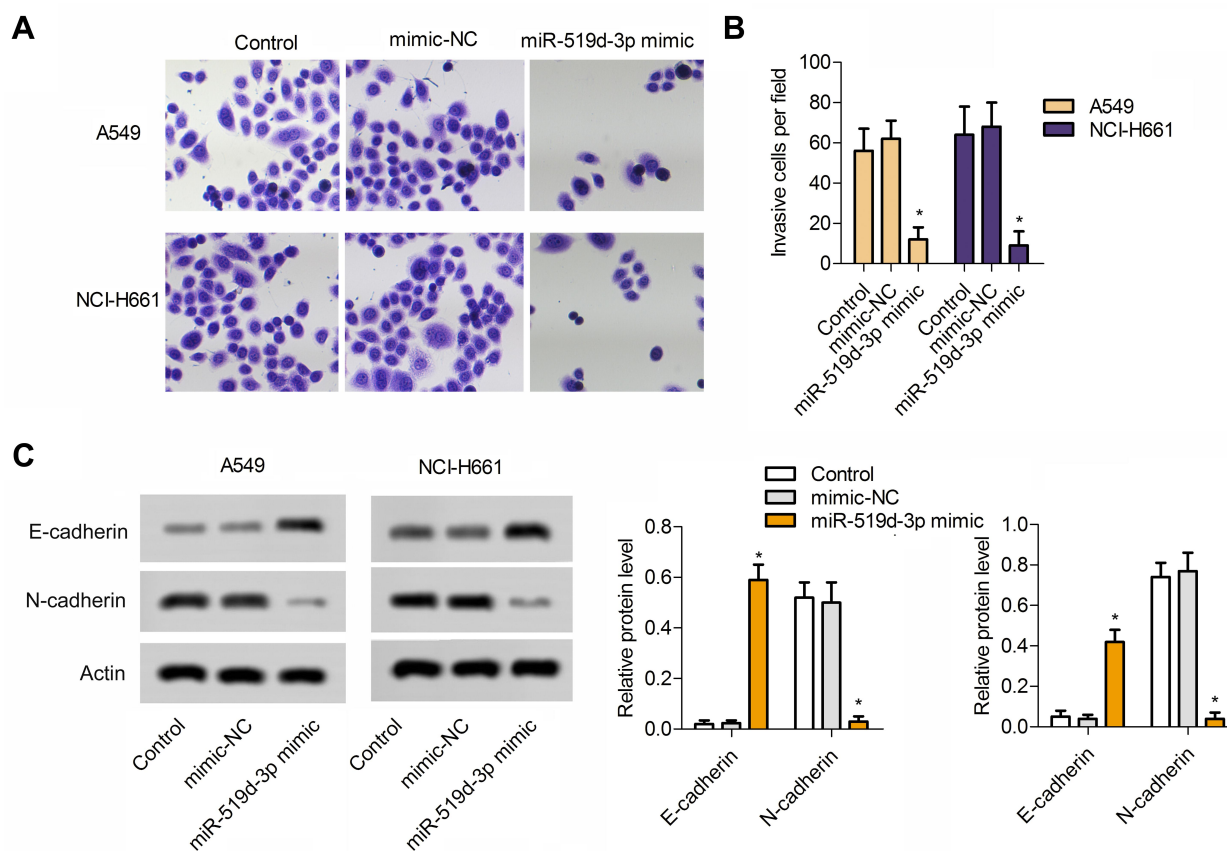 A
Control
mimic-NC
miR-519d-3p mimic
A549
NCI-H661
B
Invasive cells per field
100
80
60
40
20
0
*
*
Control
mimic-NC
miR-519d-3p mimic
Control
mimic-NC
miR-519d-3p mimic
A549
NCI-H661
C
A549
NCI-H661
E-cadherin
N-cadherin
Actin
Control
mimic-NC
miR-519d-3p mimic
Control
mimic-NC
miR-519d-3p mimic
Control
mimic-NC
miR-519d-3p mimic
Relative protein level
0.8
0.6
0.4
0.2
0.0
*
*
E-cadherin
N-cadherin
Relative protein level
1.0
0.8
0.6
0.4
0.2
0.0
*
*
E-cadherin
N-cadherin